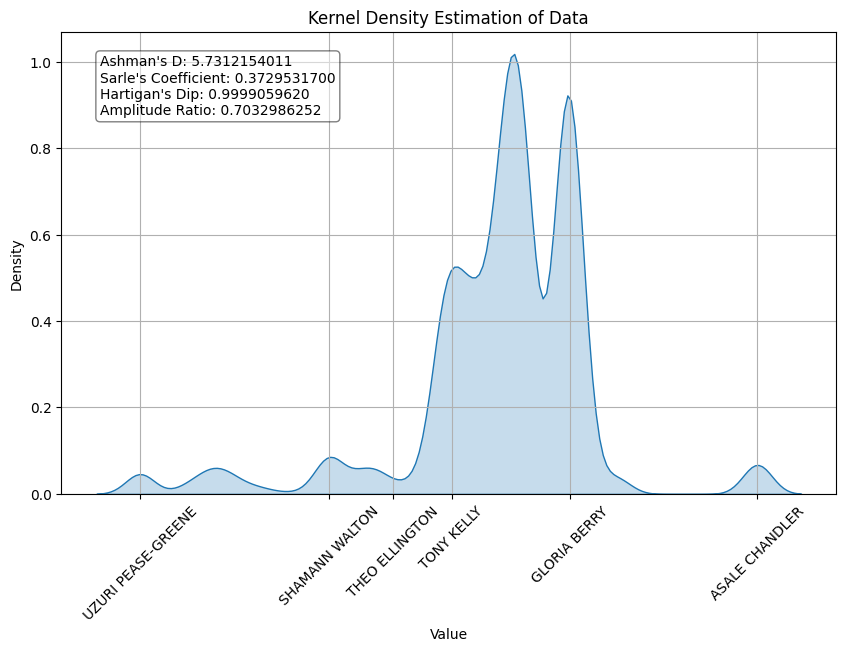 Kernel Density Estimation of Data
Ashman's D: 5.7312154011
Sarle's Coefficient: 0.3729531700
Hartigan's Dip: 0.9999059620
Amplitude Ratio: 0.7032986252
1.0
0.8
0.6
0.4
0.2
0.0
Density
UZURI PEASE-GREENE
SHAMANN WALTON
THEO ELLINGTON
TONY KELLY
GLORIA BERRY
ASALE CHANDLER
Value